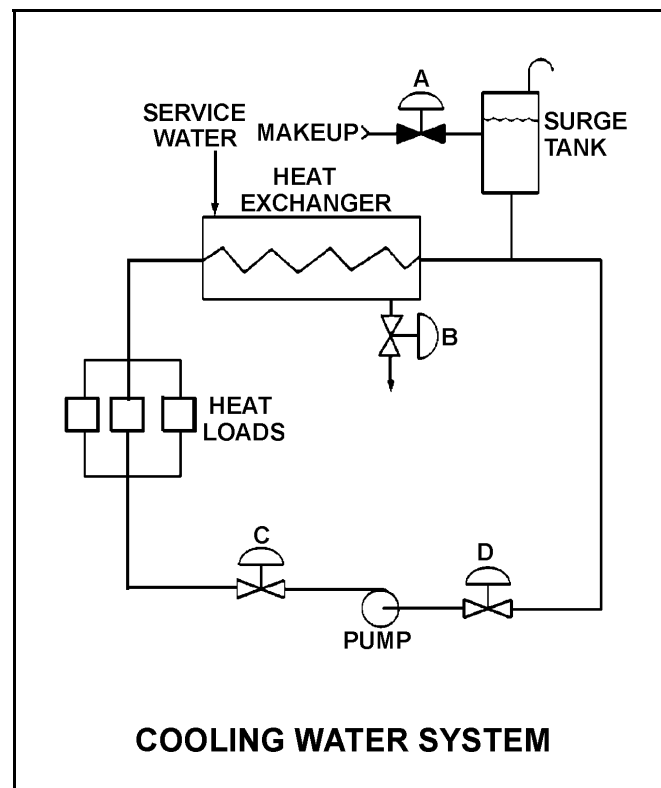 A
SERVICE
WATER
MAKEUP
SURGE
TANK
HEAT
EXCHANGER
B
HEAT
LOADS
C
D
PUMP
COOLING WATER SYSTEM